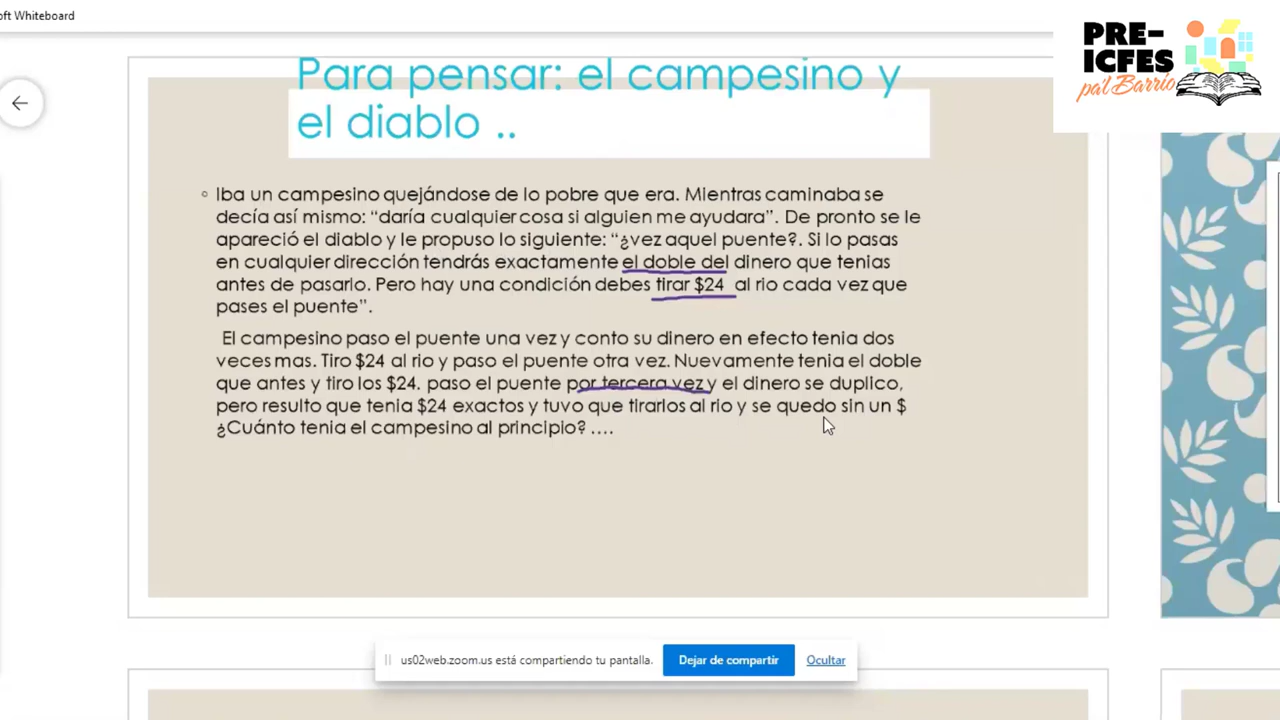 oft Whiteboard
PRE-
ICFES
pa'l Barrio
Para pensar: el campesino y
el diablo ..
Iba un campesino quejándose de lo pobre que era. Mientras caminaba se
decía así mismo: “daría cualquier cosa si alguien me ayudara”. De pronto se le
apareció el diablo y le propuso lo siguiente: “¿vez aquel puente?. Si lo pasas
en cualquier dirección tendrás exactamente el doble del dinero que tenias
antes de pasarlo. Pero hay una condición debes tirar $24 al rio cada vez que
pases el puente”.
El campesino paso el puente una vez y conto su dinero en efecto tenia dos
veces mas. Tiro $24 al rio y paso el puente otra vez. Nuevamente tenia el doble
que antes y tiro los $24. paso el puente por tercera vez y el dinero se duplico,
pero resulto que tenia $24 exactos y tuvo que tirarlos al rio y se quedo sin un $
¿Cuánto tenia el campesino al principio? ....
us02web.zoom.us está compartiendo tu pantalla.
Dejar de compartir
Ocultar